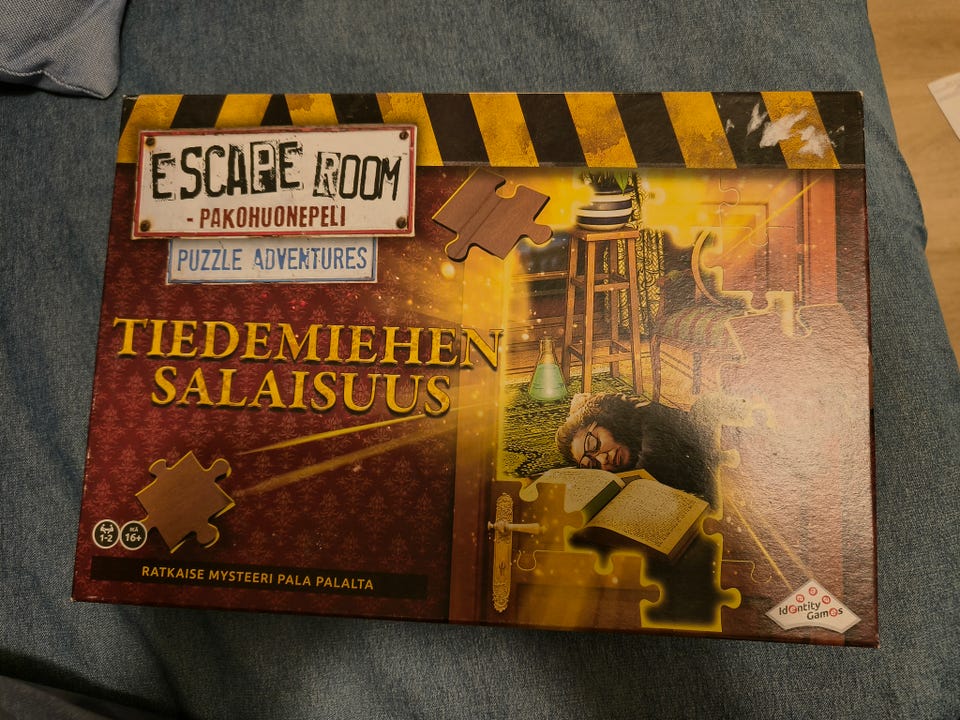 ESCAPE ROOM
- PAKOHUONEPELI
PUZZLE ADVENTURES
TIEDEMIEHEN
SALAISUUS
1-2
16+
RATKAISE MYSTEERI PALA PALALTA
Identity
Games